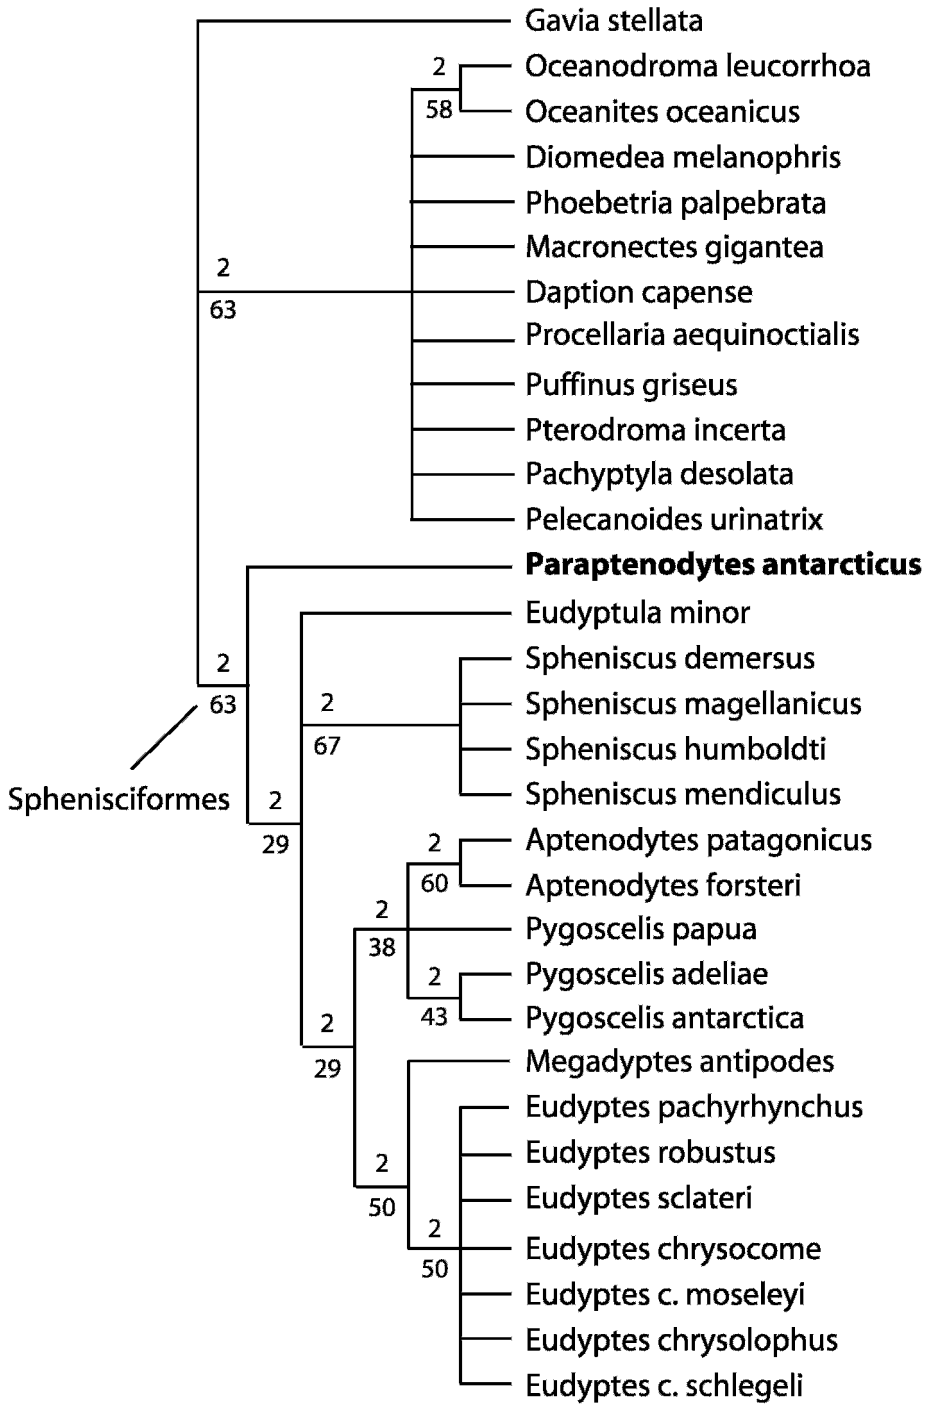 Gavia stellata
2
Oceanodroma leucorrhoa
58
Oceanites oceanicus
Diomedea melanophris
Phoebetria palpebrata
Macronectes gigantea
2
Daption capense
63
Procellaria aequinoctialis
Puffinus griseus
Pterodroma incerta
Pachyptyla desolata
Pelecanoides urinatrix
Paraptenodytes antarcticus
Eudyptula minor
2
Spheniscus demersus
63
2
Spheniscus magellanicus
67
Spheniscus humboldti
Spheniscus mendiculus
Sphenisciformes
2
29
2
Aptenodytes patagonicus
60
Aptenodytes forsteri
2
38
Pygoscelis papua
2
Pygoscelis adeliae
43
Pygoscelis antarctica
2
29
Megadyptes antipodes
Eudyptes pachyrhynchus
2
Eudyptes robustus
50
Eudyptes sclateri
2
50
Eudyptes chrysocome
Eudyptes c. moseleyi
Eudyptes chrysolophus
Eudyptes c. schlegeli